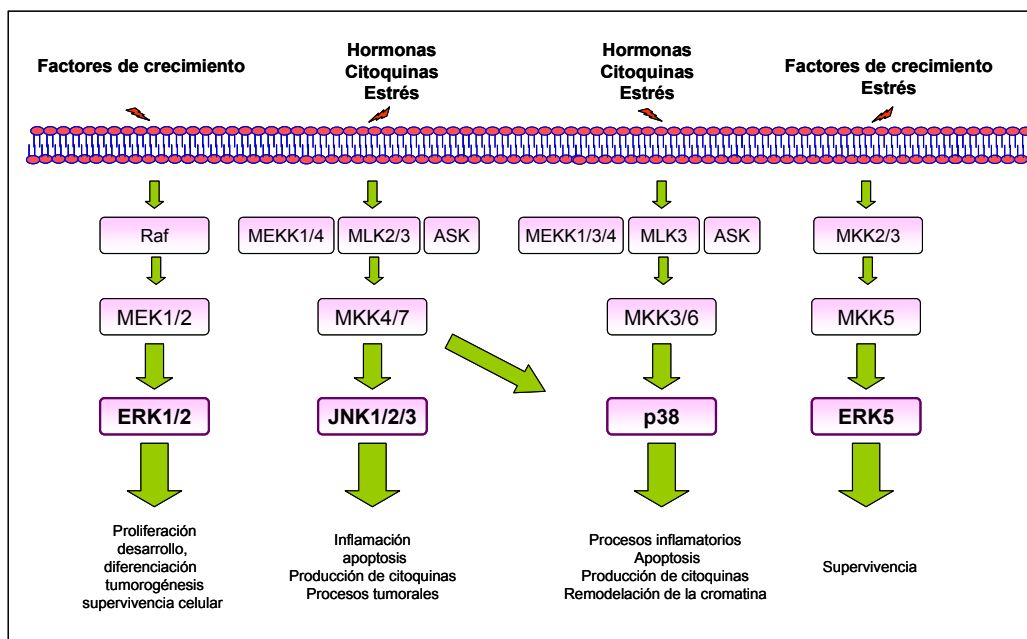 Factores de crecimiento
Hormonas
Citoquinas
Estrés
Hormonas
Citoquinas
Estrés
Factores de crecimiento
Estrés
Raf
MEKK1/4
MLK2/3
ASK
MEKK1/3/4
MLK3
ASK
MKK2/3
MEK1/2
MKK4/7
MKK3/6
MKK5
ERK1/2
JNK1/2/3
p38
ERK5
Proliferación
desarrollo,
diferenciación
tumorogénesis
supervivencia celular
Inflamación
apoptosis
Producción de citoquinas
Procesos tumorales
Procesos inflamatorios
Apoptosis
Producción de citoquinas
Remodelación de la cromatina
Supervivencia